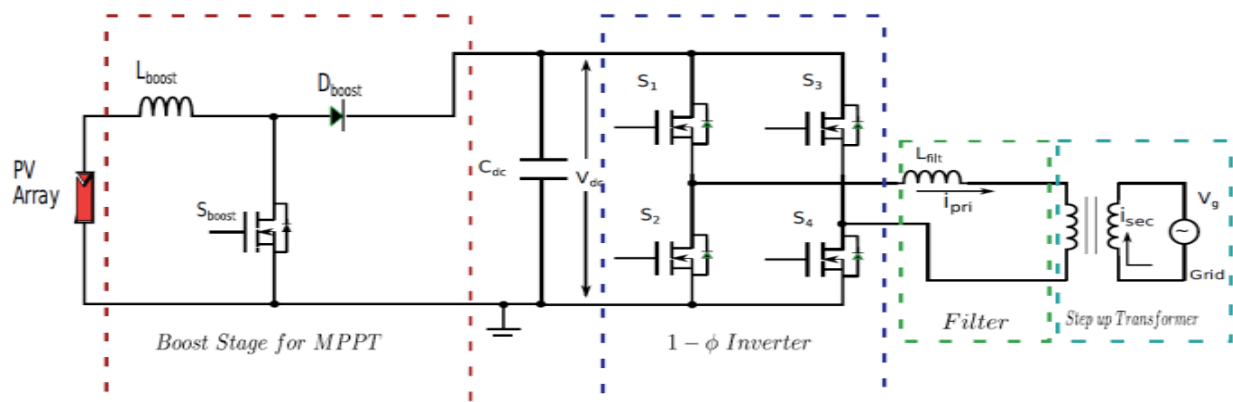 L_boost
D_boost
PV
Array
S_boost
C_dc
V_dc
S_1
S_3
S_2
S_4
L_filt
i_pri
i_sec
V_g
~
Grid
Boost Stage for MPPT
1 − ϕ Inverter
Filter
Step up Transformer